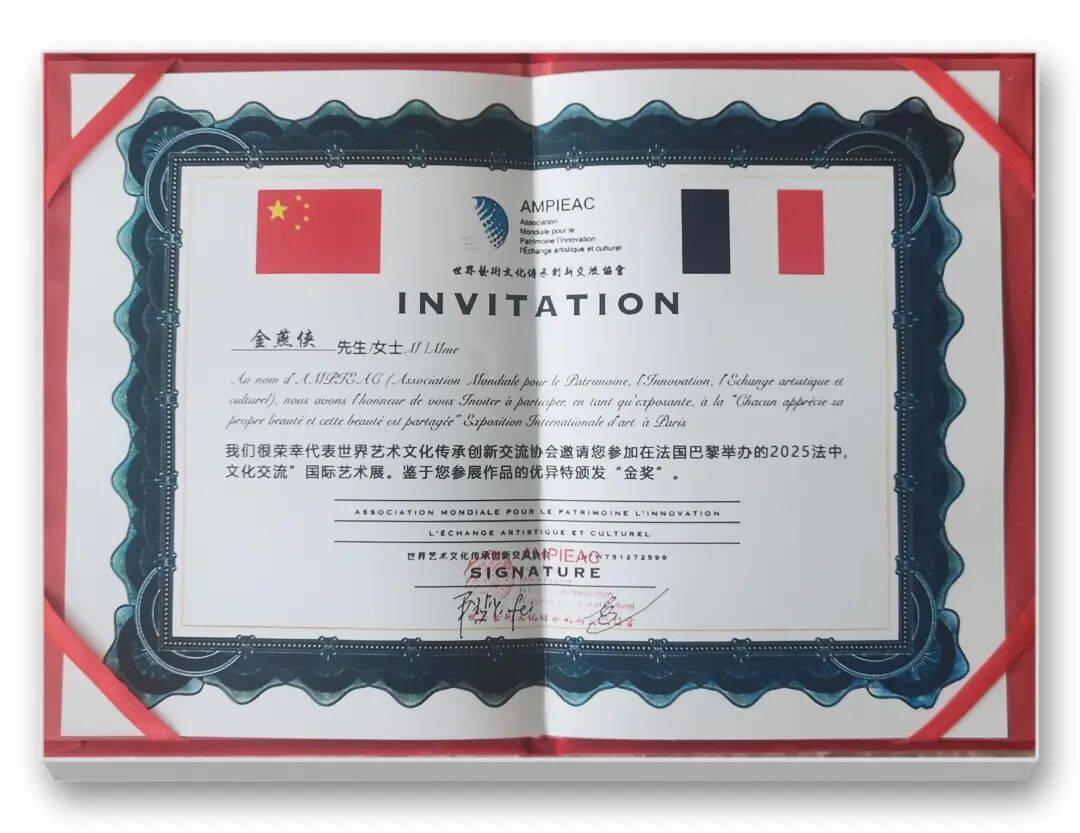 AMPIEAC
Association
Mondiale pour le
Patrimoine l'Innovation
l'Échange artistique et culturel
世界藝術文化傳承創新交流協會
INVITATION
金燕侠 先生/女士 M/Mme
Au nom d'AMPIEAC (Association Mondiale pour le Patrimoine, l'Innovation, l'Echange artistique et
culturel), nous avons l'honneur de vous Inviter à participer, en tant qu'exposante, à la "Chacun apprécie sa
propre beauté et cette beauté est partagée" Exposition Internationale d'art à Paris
我们很荣幸代表世界艺术文化传承创新交流协会邀请您参加在法国巴黎举办的2025法中,
文化交流”国际艺术展。鉴于您参展作品的优异特颁发“金奖”。
ASSOCIATION MONDIALE POUR LE PATRIMOINE L'INNOVATION
L'ÉCHANGE ARTISTIQUE ET CULTUREL
世界艺术文化传承创新交流协会 W751272599
AMPIEAC
SIGNATURE